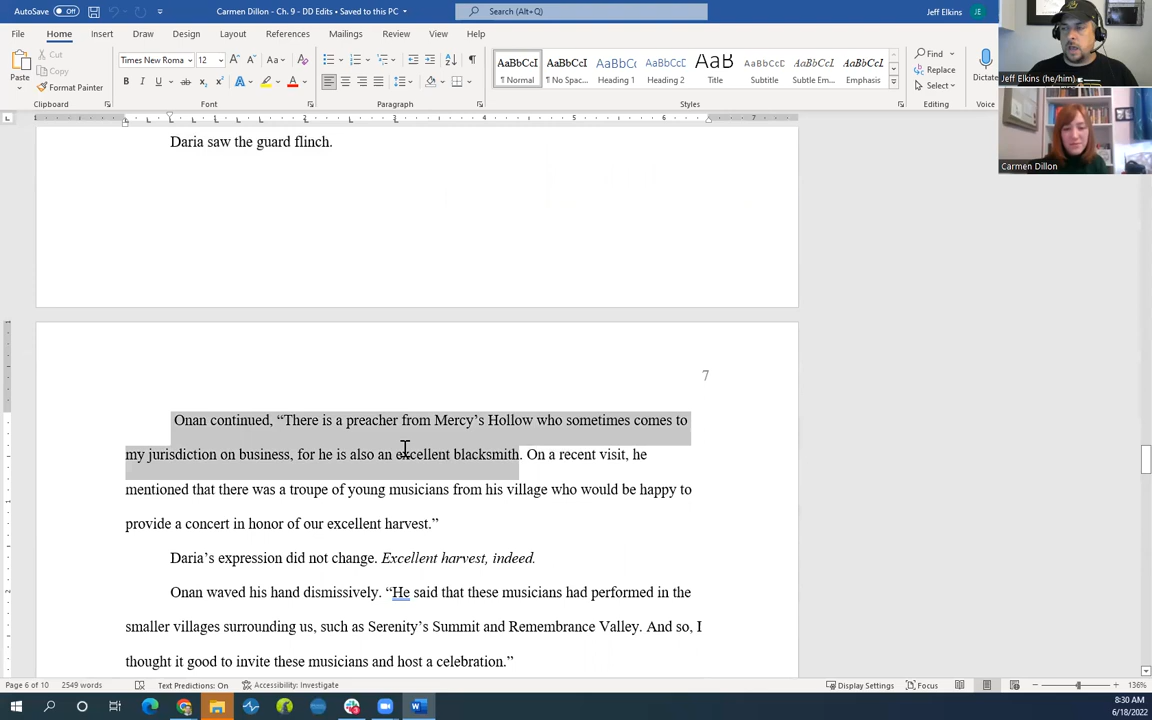 AutoSave Off Carmen Dillon - Ch. 9 - DD Edits • Saved to this PC Search (Alt+Q) Jeff Elkins JE
File Home Insert Draw Design Layout References Mailings Review View Help
Paste Cut Copy Format Painter
Times New Roma 12
AaBbCcI AaBbCcI AaBbCc AaBbCcI AaB AaBbCcI AaBbCcI AaBbCcI
¶ Normal ¶ No Spac... Heading 1 Heading 2 Title Subtitle Subtle Em... Emphasis
Find Replace Select Dictate
Clipboard Font Paragraph Styles Editing Voice
Jeff Elkins (he/him)
Carmen Dillon
Daria saw the guard flinch.
7
Onan continued, “There is a preacher from Mercy’s Hollow who sometimes comes to
my jurisdiction on business, for he is also an excellent blacksmith. On a recent visit, he
mentioned that there was a troupe of young musicians from his village who would be happy to
provide a concert in honor of our excellent harvest.”
Daria’s expression did not change. Excellent harvest, indeed.
Onan waved his hand dismissively. “He said that these musicians had performed in the
smaller villages surrounding us, such as Serenity’s Summit and Remembrance Valley. And so, I
thought it good to invite these musicians and host a celebration.”
Page 6 of 10 2549 words Text Predictions: On Accessibility: Investigate Display Settings Focus 136%
8:30 AM
6/18/2022